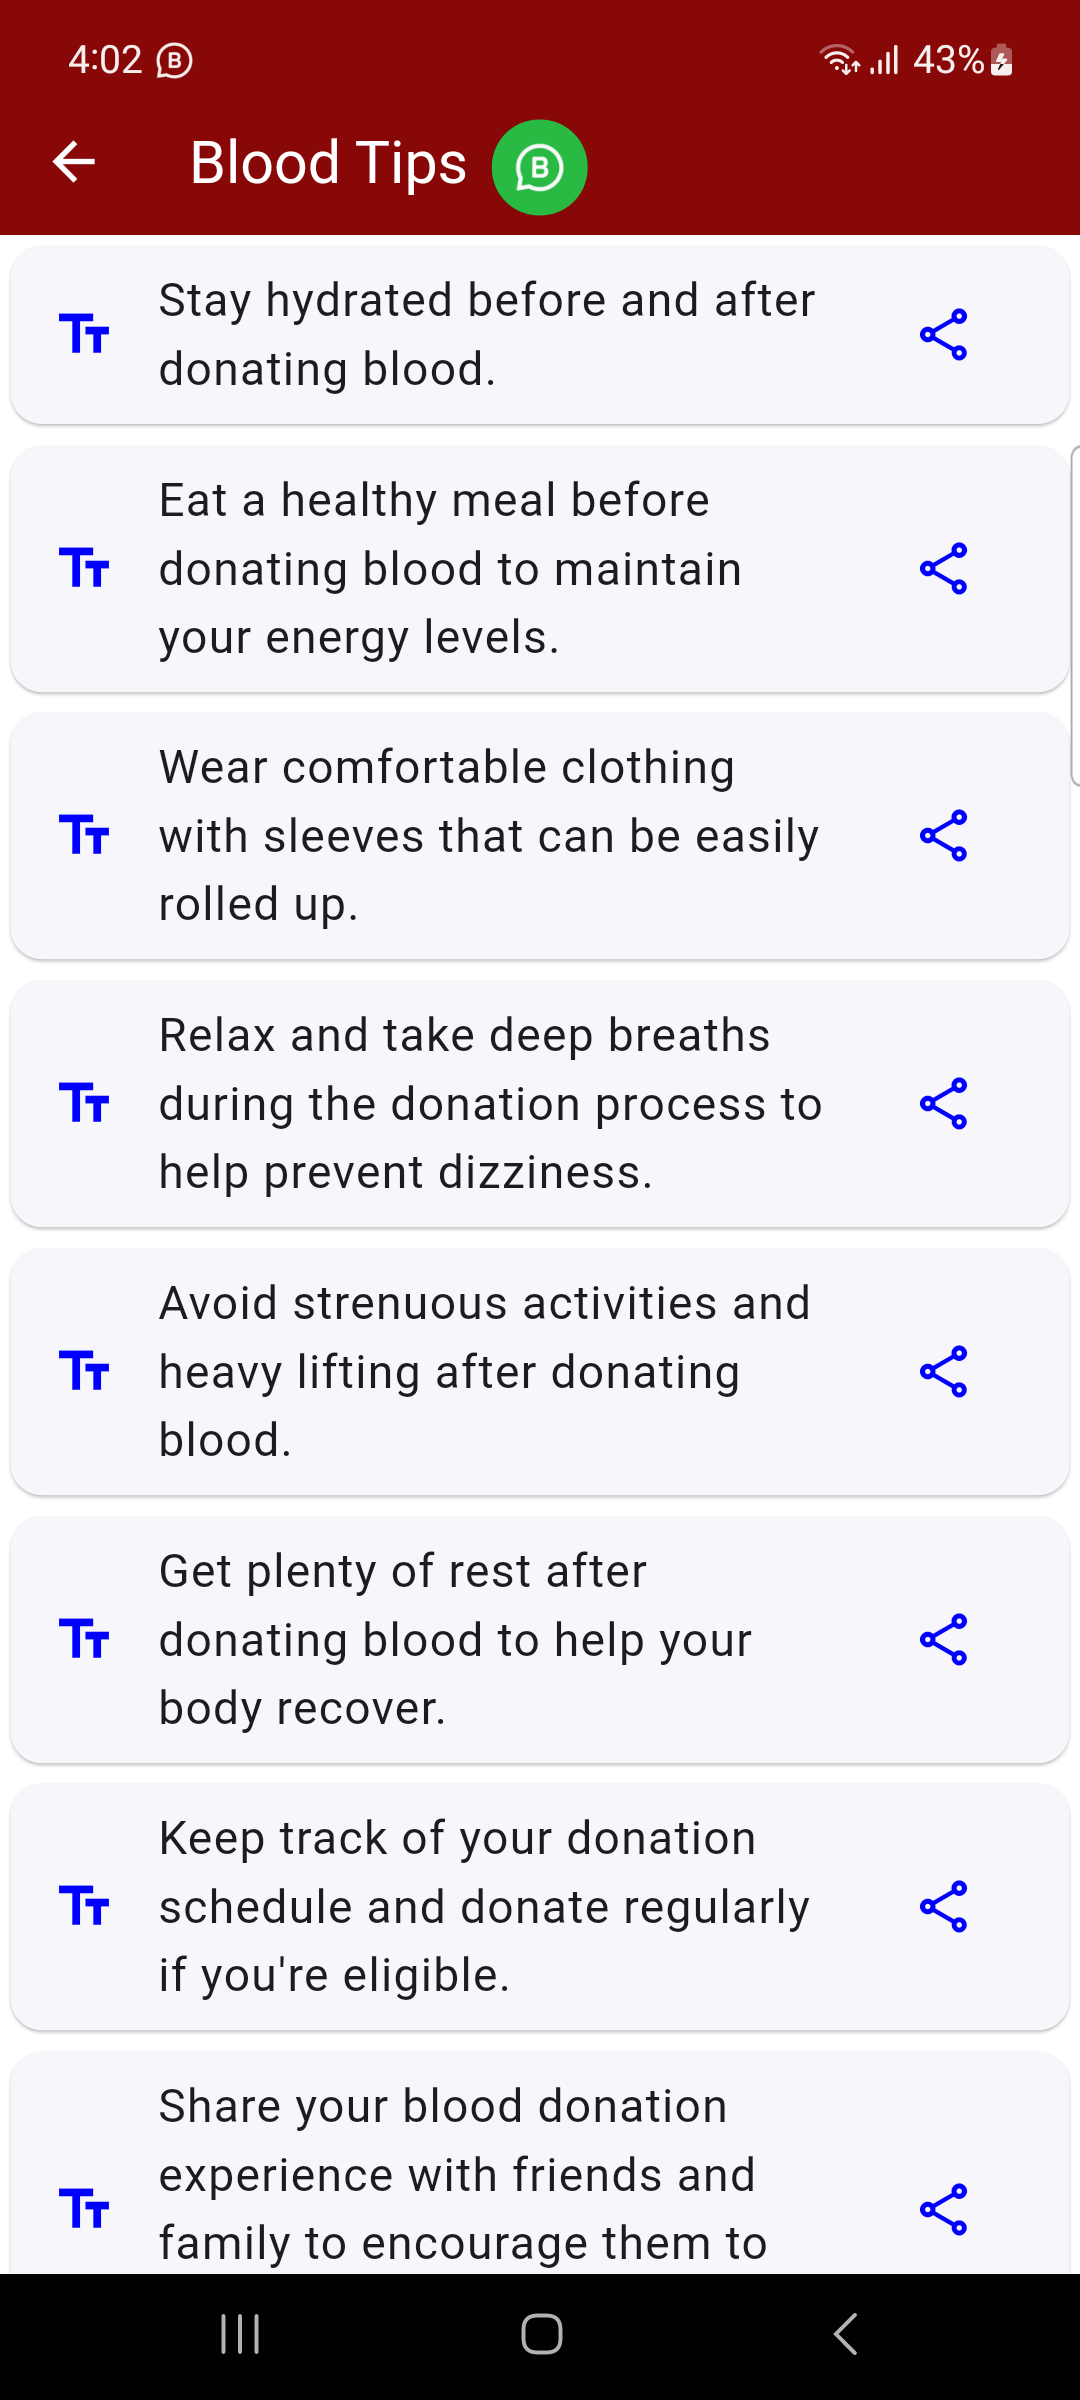 4:02 43%
Blood Tips
Stay hydrated before and after
donating blood.
Eat a healthy meal before
donating blood to maintain
your energy levels.
Wear comfortable clothing
with sleeves that can be easily
rolled up.
Relax and take deep breaths
during the donation process to
help prevent dizziness.
Avoid strenuous activities and
heavy lifting after donating
blood.
Get plenty of rest after
donating blood to help your
body recover.
Keep track of your donation
schedule and donate regularly
if you're eligible.
Share your blood donation
experience with friends and
family to encourage them to